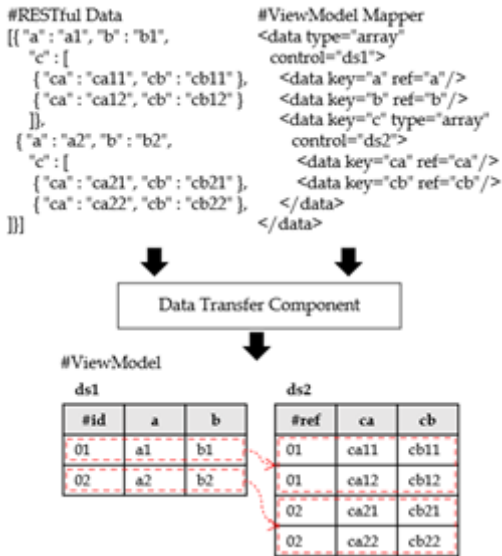 #RESTful Data
[{ "a" : "a1", "b" : "b1",
"c" : [
{ "ca" : "ca11", "cb" : "cb11" },
{ "ca" : "ca12", "cb" : "cb12" }
]},
{ "a" : "a2", "b" : "b2",
"c" : [
{ "ca" : "ca21", "cb" : "cb21" },
{ "ca" : "ca22", "cb" : "cb22" },
]}]
#ViewModel Mapper
<data type="array"
control="ds1">
<data key="a" ref="a"/>
<data key="b" ref="b"/>
<data key="c" type="array"
control="ds2">
<data key="ca" ref="ca"/>
<data key="cb" ref="cb"/>
</data>
</data>
Data Transfer Component
#ViewModel
ds1
#id a b
01 a1 b1
02 a2 b2
ds2
#ref ca cb
01 ca11 cb11
01 ca12 cb12
02 ca21 cb21
02 ca22 cb22